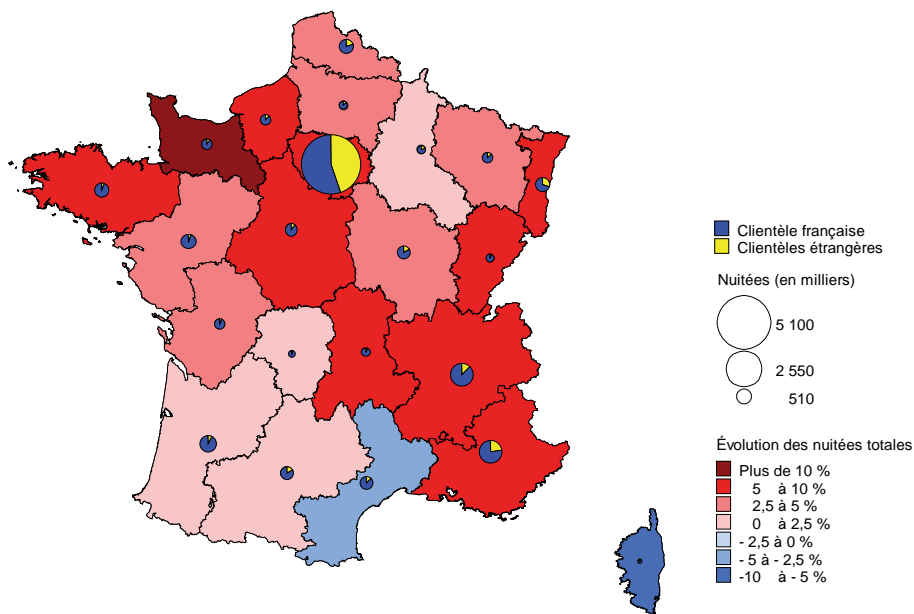 Clientèle française
Clientèles étrangères
Nuitées (en milliers)
5 100
2 550
510
Évolution des nuitées totales
Plus de 10 %
5 à 10 %
2,5 à 5 %
0 à 2,5 %
- 2,5 à 0 %
- 5 à - 2,5 %
-10 à - 5 %